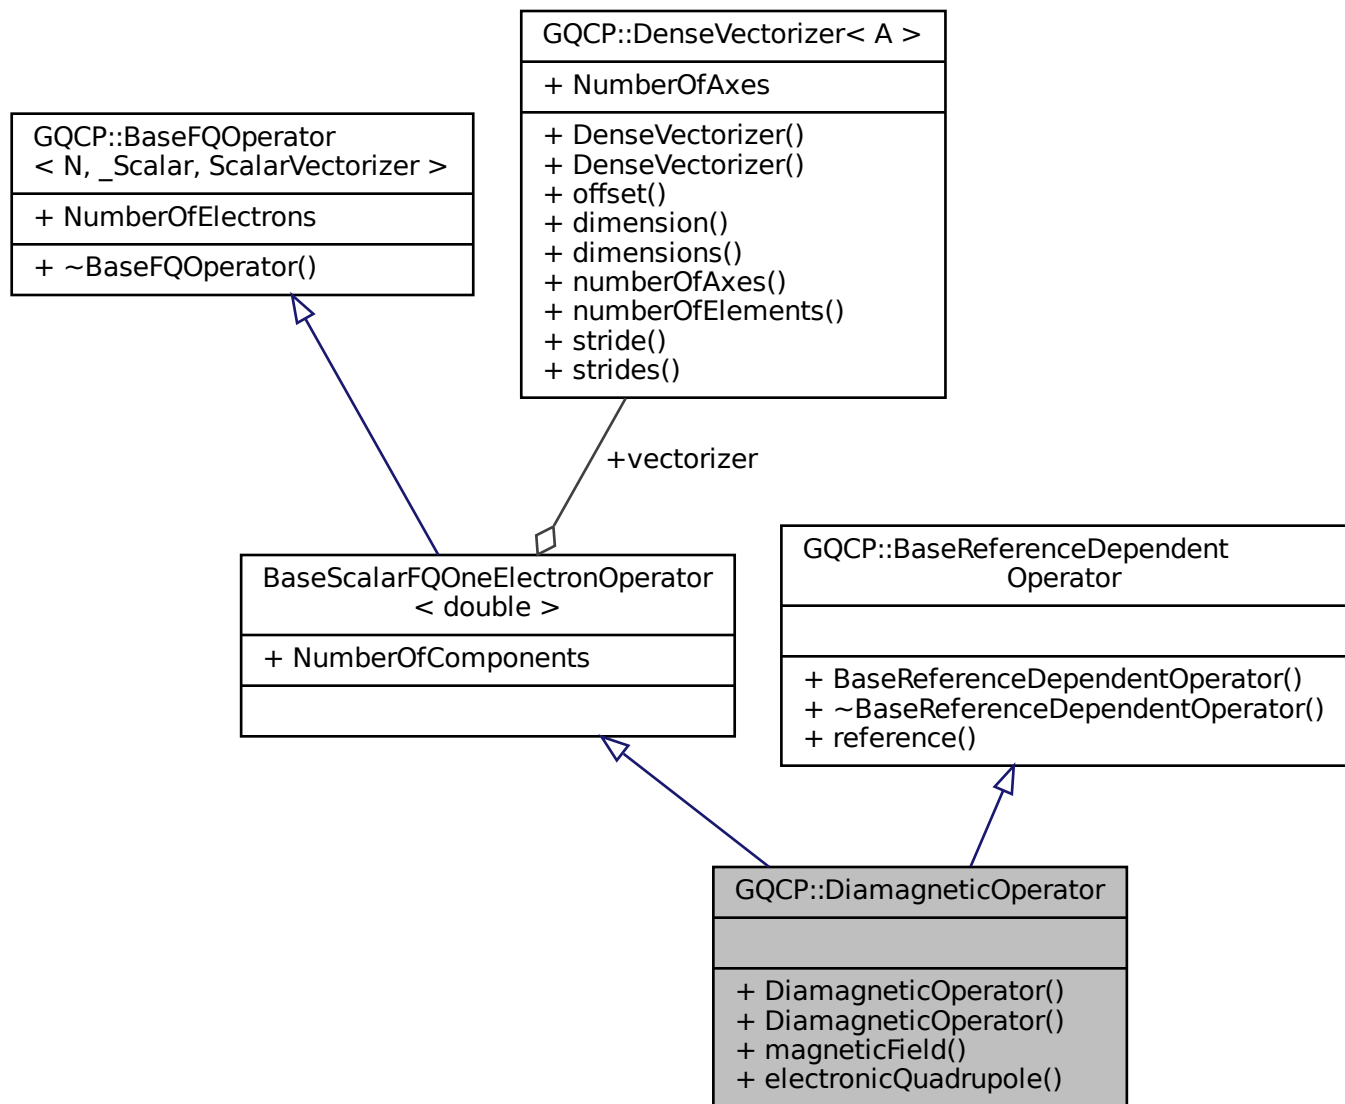 GQCP::DenseVectorizer< A >
+ NumberOfAxes
+ DenseVectorizer()
+ DenseVectorizer()
+ offset()
+ dimension()
+ dimensions()
+ numberOfAxes()
+ numberOfElements()
+ stride()
+ strides()
GQCP::BaseFQOperator
< N, _Scalar, ScalarVectorizer >
+ NumberOfElectrons
+ ~BaseFQOperator()
+vectorizer
BaseScalarFQOneElectronOperator
< double >
+ NumberOfComponents
GQCP::BaseReferenceDependent
Operator
+ BaseReferenceDependentOperator()
+ ~BaseReferenceDependentOperator()
+ reference()
GQCP::DiamagneticOperator
+ DiamagneticOperator()
+ DiamagneticOperator()
+ magneticField()
+ electronicQuadrupole()